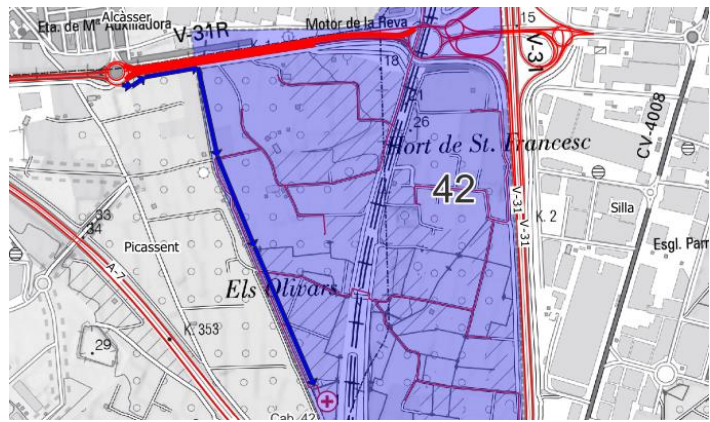 Alcàsser
Eta. de Mª Auxiliadora
V-31R
Motor de la Reva
15
V-31
18
21
26
Hort de St. Francesc
CV-4008
42
V-31
V-31
K. 2
Silla
33
34
Picassent
Esgl. Pam
A-7
Els Olivars
K. 353
29
Cab. 42